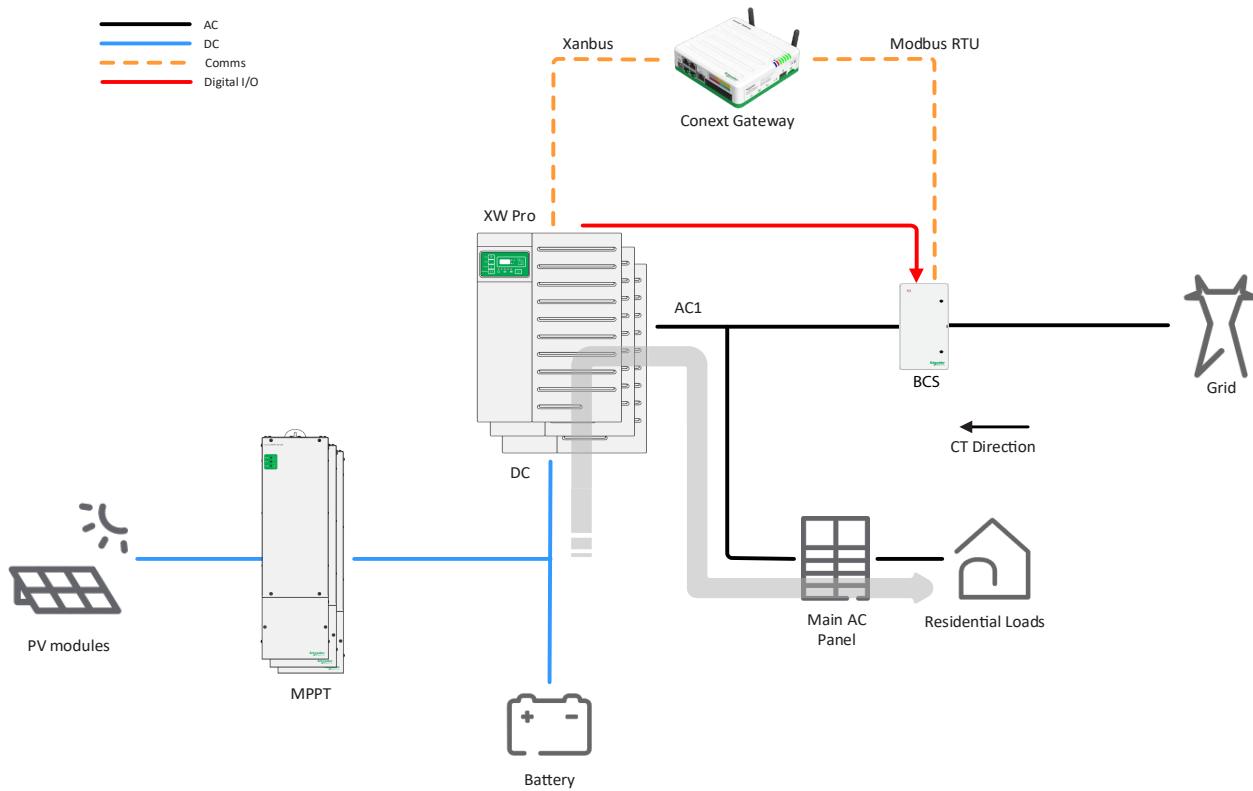 AC
DC
Comms
Digital I/O
Xanbus
Modbus RTU
Conext Gateway
XW Pro
AC1
BCS
Grid
CT Direction
DC
PV modules
MPPT
Main AC
Panel
Residential Loads
Battery